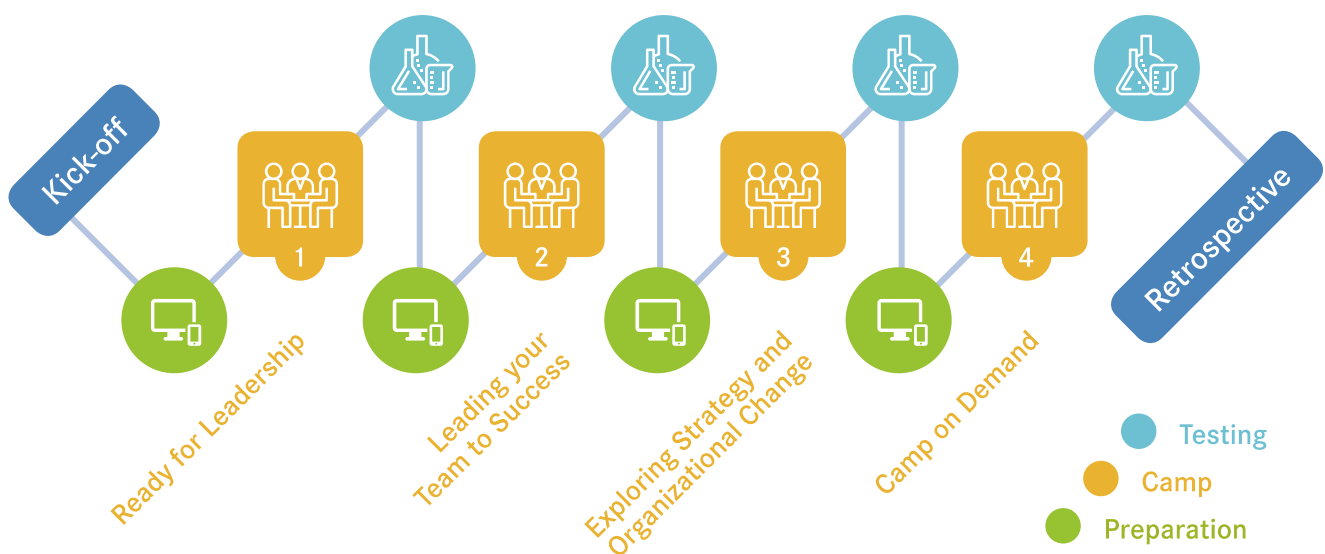 Kick-off
1
2
3
4
Retrospective
Ready for Leadership
Leading your
Team to Success
Exploring Strategy and
Organizational Change
Camp on Demand
Testing
Camp
Preparation